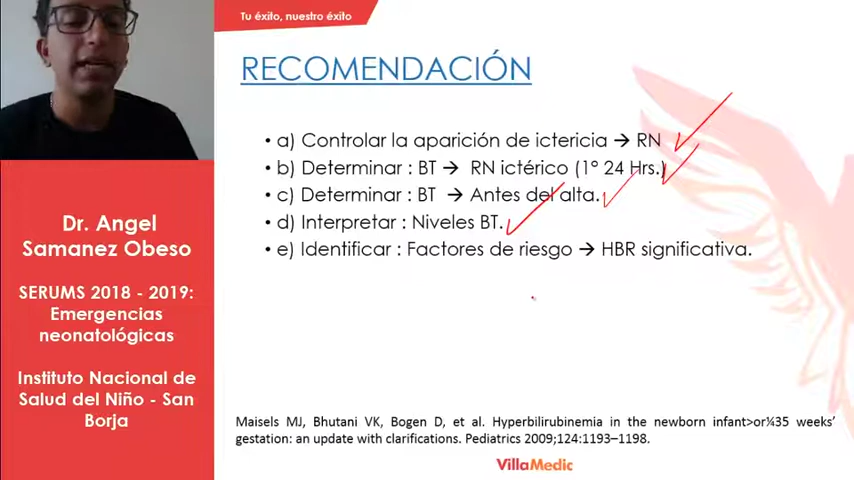 Tu éxito, nuestro éxito
RECOMENDACIÓN
• a) Controlar la aparición de ictericia → RN
• b) Determinar : BT → RN ictérico (1° 24 Hrs.)
• c) Determinar : BT → Antes del alta.
• d) Interpretar : Niveles BT.
• e) Identificar : Factores de riesgo → HBR significativa.
Dr. Angel
Samanez Obeso
SERUMS 2018 - 2019:
Emergencias
neonatológicas
Instituto Nacional de
Salud del Niño - San
Borja
Maisels MJ, Bhutani VK, Bogen D, et al. Hyperbilirubinemia in the newborn infant>or¼35 weeks’
gestation: an update with clarifications. Pediatrics 2009;124:1193–1198.
VillaMedic